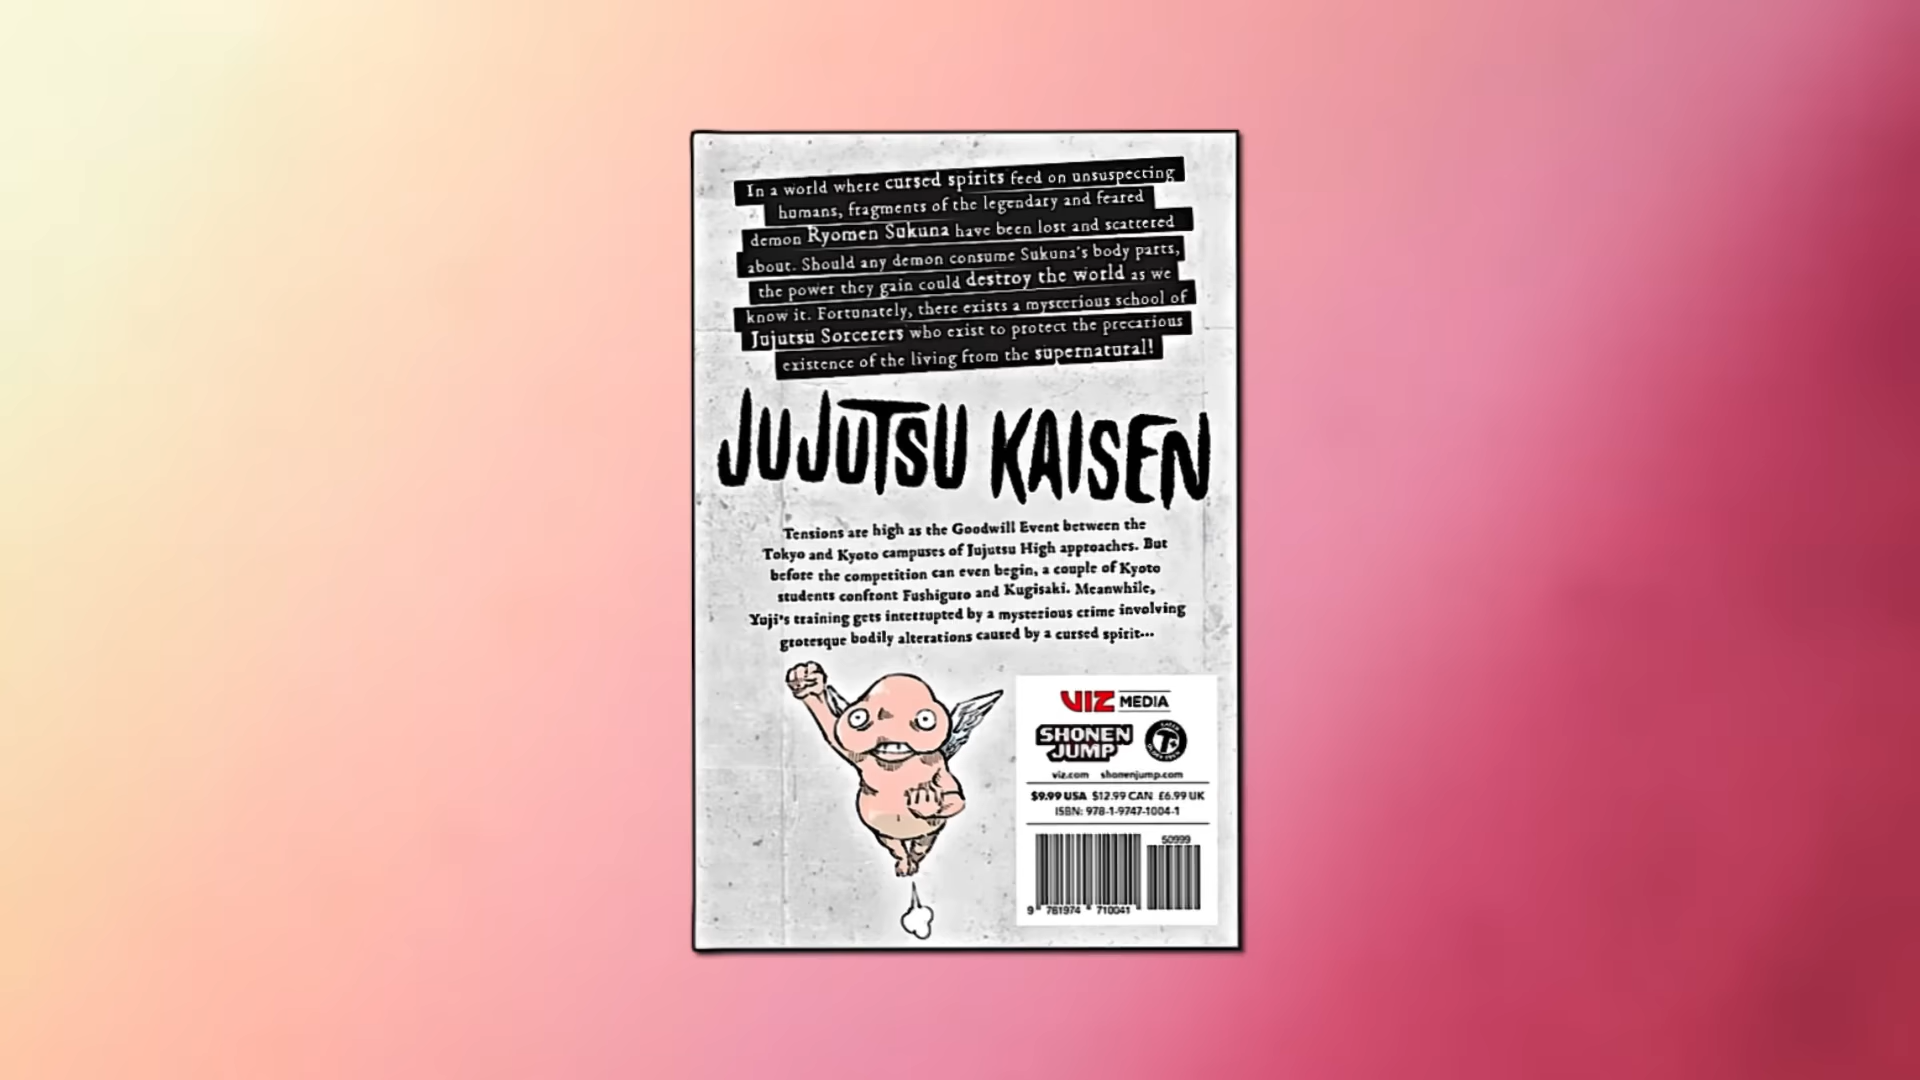 In a world where cursed spirits feed on unsuspecting
humans, fragments of the legendary and feared
demon Ryomen Sukuna have been lost and scattered
about. Should any demon consume Sukuna's body parts,
the power they gain could destroy the world as we
know it. Fortunately, there exists a mysterious school of
Jujutsu Sorcerers who exist to protect the precarious
existence of the living from the supernatural!
JUJUTSU KAISEN
Tensions are high as the Goodwill Event between the
Tokyo and Kyoto campuses of Jujutsu High approaches. But
before the competition can even begin, a couple of Kyoto
students confront Fushiguro and Kugisaki. Meanwhile,
Yuji's training gets interrupted by a mysterious crime involving
grotesque bodily alterations caused by a cursed spirit...
VIZ MEDIA
SHONEN
JUMP
T+
viz.com shonenjump.com
$9.99 USA $12.99 CAN £6.99 UK
ISBN: 978-1-9747-1004-1
50999
9 781974 710041